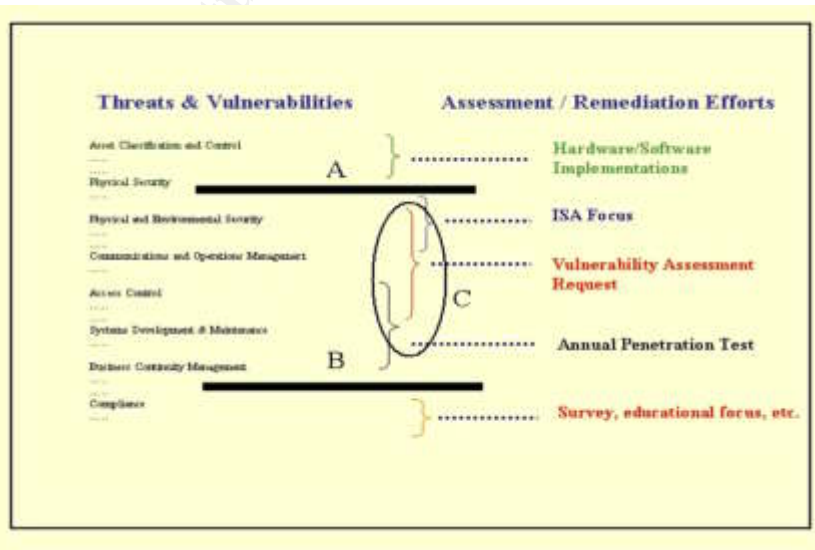 Threats & Vulnerabilities
Assessment / Remediation Efforts
Asset Classification and Control
.....
.....
Hardware/Software
Implementations
A
Physical Security
.....
Physical and Environmental Security
.....
.....
ISA Focus
Communications and Operations Management
.....
.....
Vulnerability Assessment
Request
Access Control
.....
C
Systems Development & Maintenance
.....
Annual Penetration Test
Business Continuity Management
.....
.....
B
Compliance
.....
Survey, educational focus, etc.